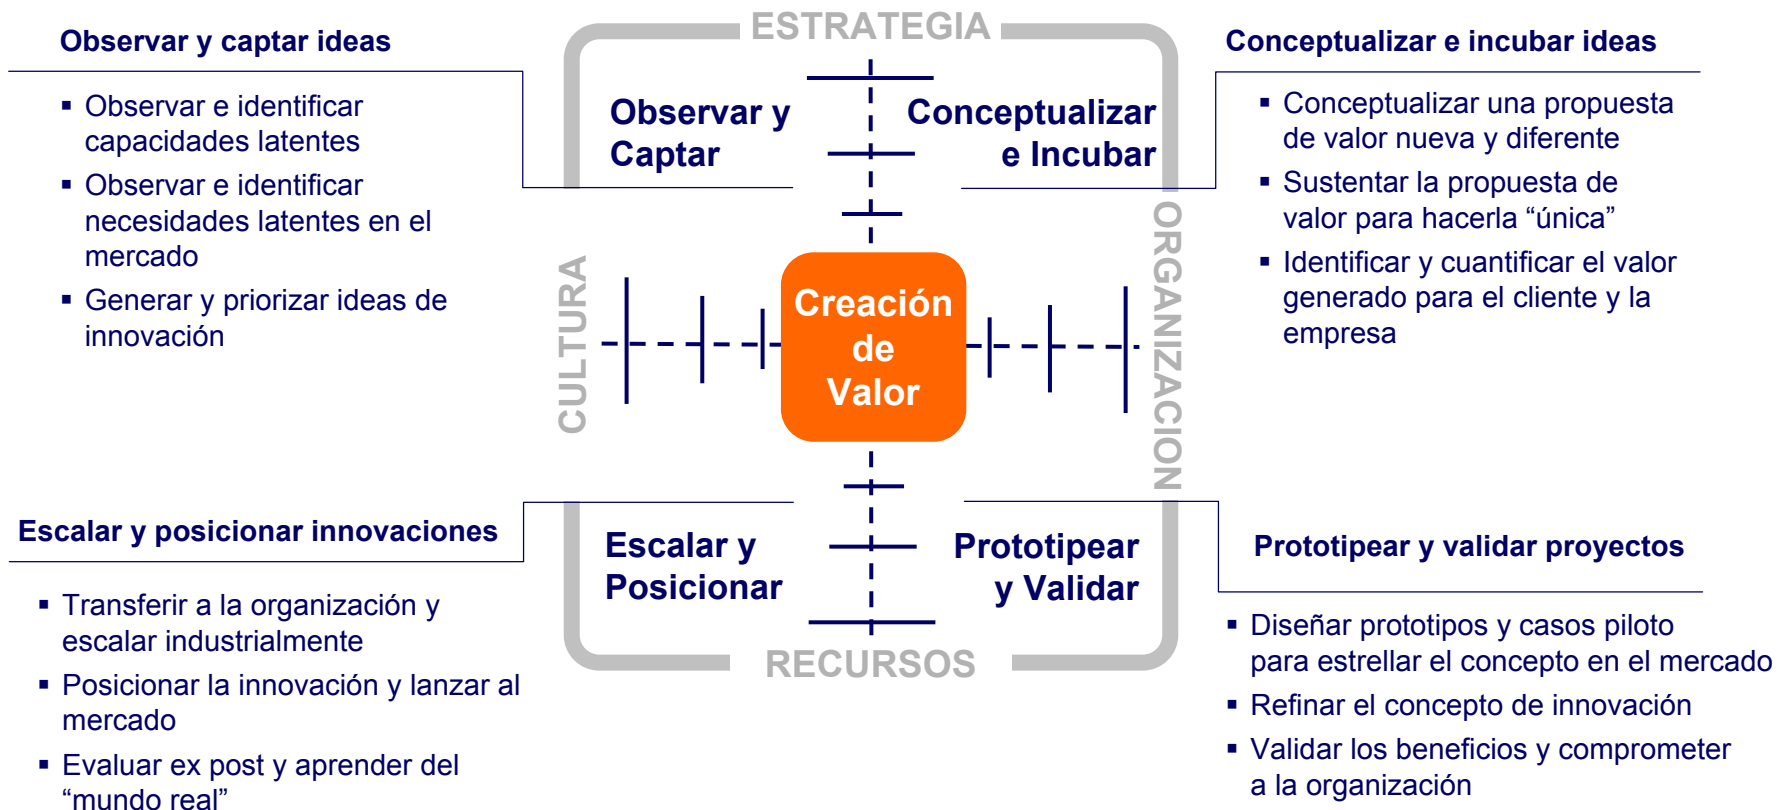 ESTRATEGIA
Observar y captar ideas
▪ Observar e identificar
capacidades latentes
▪ Observar e identificar
necesidades latentes en el
mercado
▪ Generar y priorizar ideas de
innovación
Observar y
Captar
Conceptualizar
e Incubar
Conceptualizar e incubar ideas
▪ Conceptualizar una propuesta
de valor nueva y diferente
▪ Sustentar la propuesta de
valor para hacerla “única”
▪ Identificar y cuantificar el valor
generado para el cliente y la
empresa
CULTURA
Creación
de
Valor
ORGANIZACION
Escalar y posicionar innovaciones
▪ Transferir a la organización y
escalar industrialmente
▪ Posicionar la innovación y lanzar al
mercado
▪ Evaluar ex post y aprender del
“mundo real”
Escalar y
Posicionar
Prototipear
y Validar
RECURSOS
Prototipear y validar proyectos
▪ Diseñar prototipos y casos piloto
para estrellar el concepto en el mercado
▪ Refinar el concepto de innovación
▪ Validar los beneficios y comprometer
a la organización